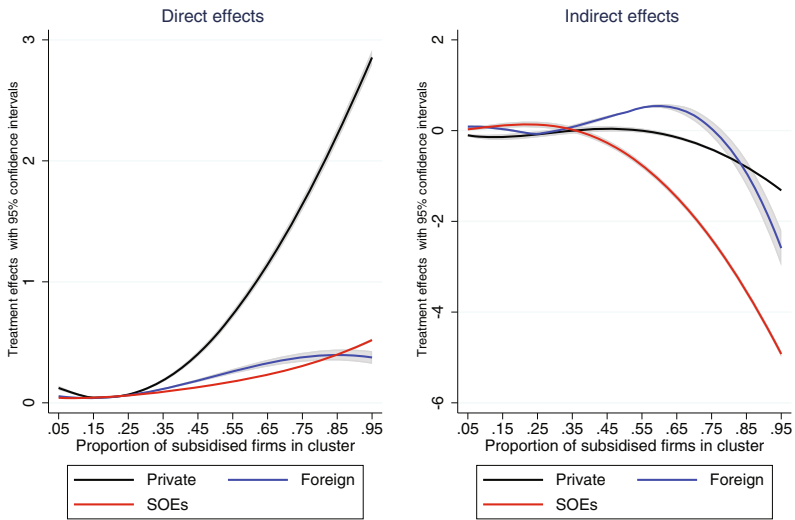 Direct effects
Treatment effects with 95% confidence intervals
3
2
1
0
.05 .15 .25 .35 .45 .55 .65 .75 .85 .95
Proportion of subsidised firms in cluster
Private Foreign
SOEs
Indirect effects
Treatment effects with 95% confidence intervals
2
0
-2
-4
-6
.05 .15 .25 .35 .45 .55 .65 .75 .85 .95
Proportion of subsidised firms in cluster
Private Foreign
SOEs